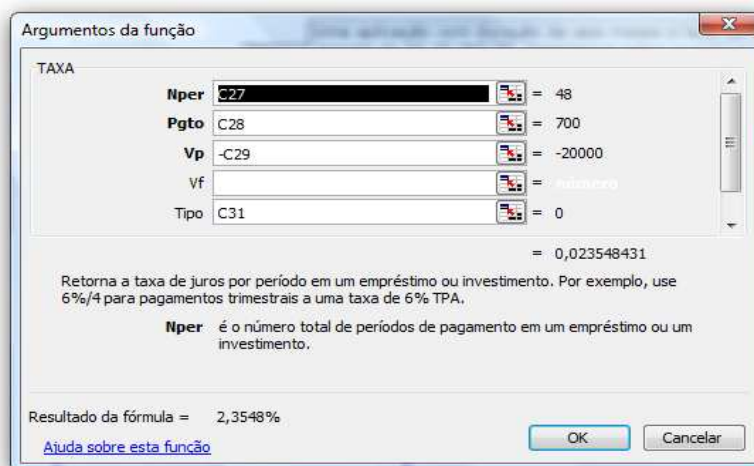 Argumentos da função
TAXA
Nper C27 = 48
Pgto C28 = 700
Vp -C29 = -20000
Vf = número
Tipo C31 = 0
= 0,023548431
Retorna a taxa de juros por período em um empréstimo ou investimento. Por exemplo, use
6%/4 para pagamentos trimestrais a uma taxa de 6% TPA.
Nper é o número total de períodos de pagamento em um empréstimo ou um
investimento.
Resultado da fórmula = 2,3548%
Ajuda sobre esta função
OK Cancelar